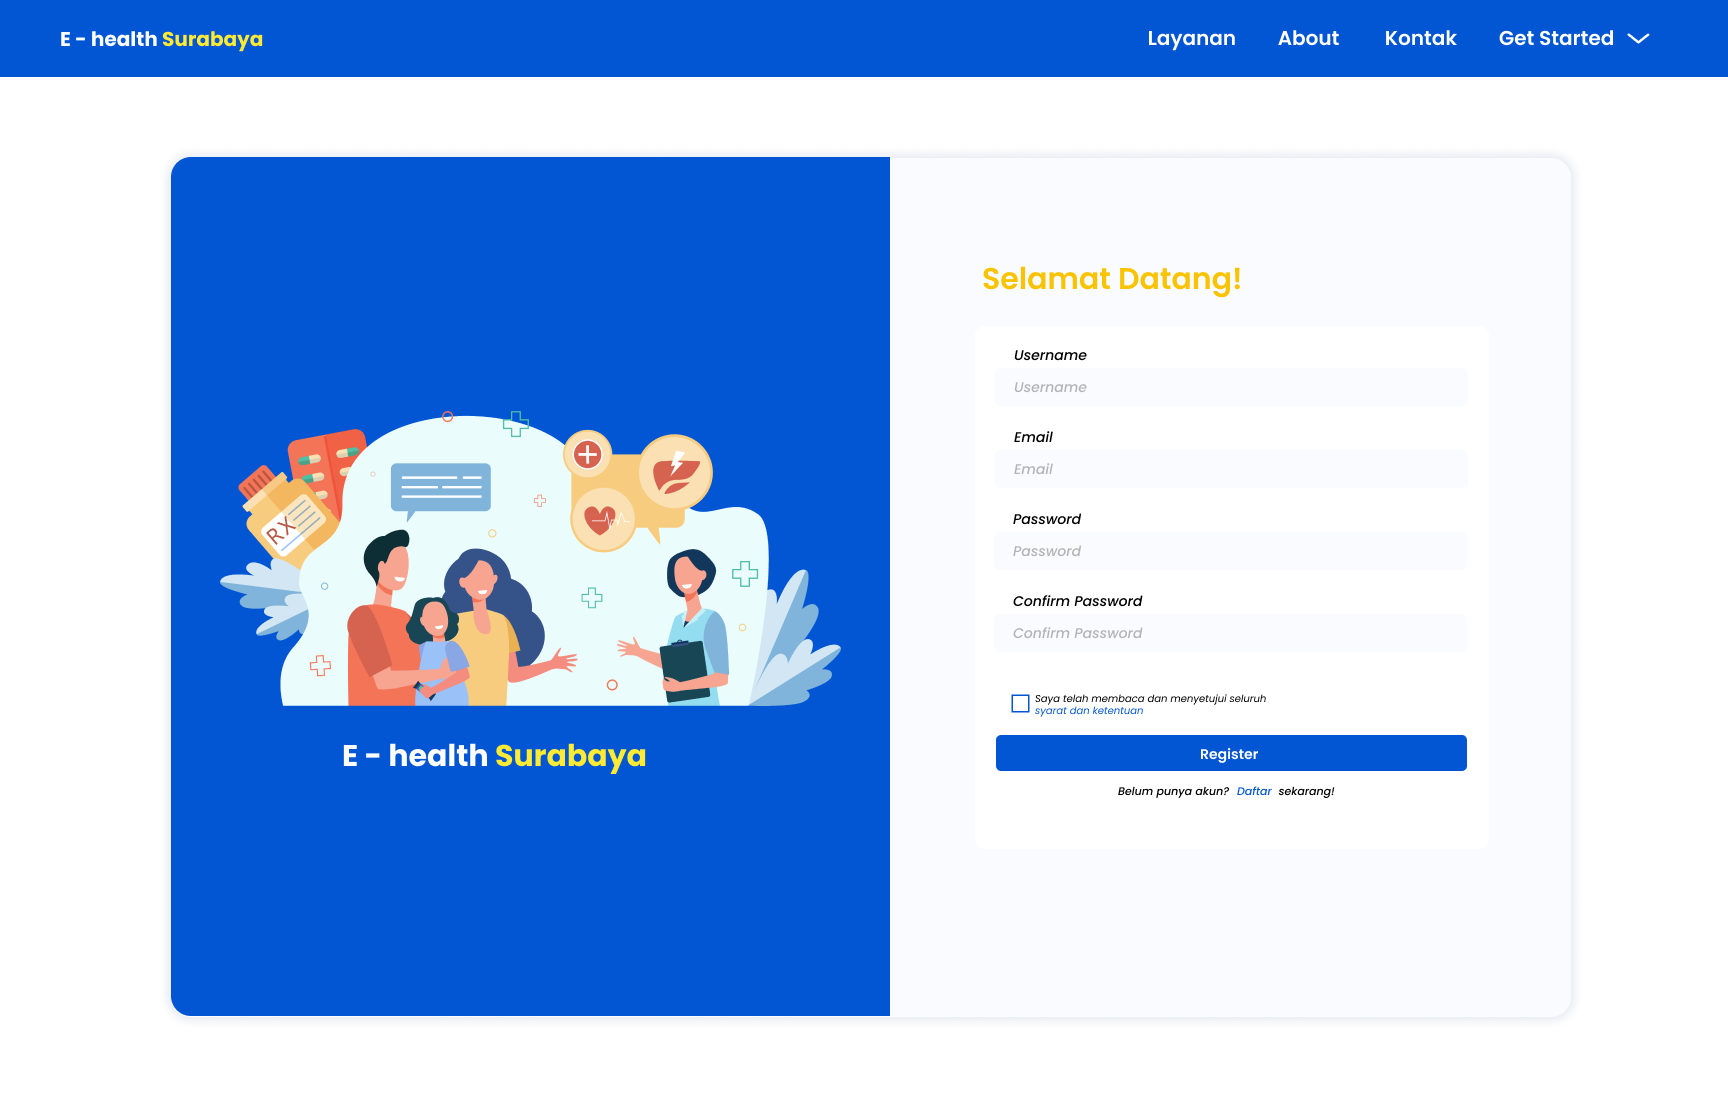 E - health Surabaya
Layanan
About
Kontak
Get Started
RX
E - health Surabaya
Selamat Datang!
Username
Username
Email
Email
Password
Password
Confirm Password
Confirm Password
Saya telah membaca dan menyetujui seluruh
syarat dan ketentuan
Register
Belum punya akun? Daftar sekarang!